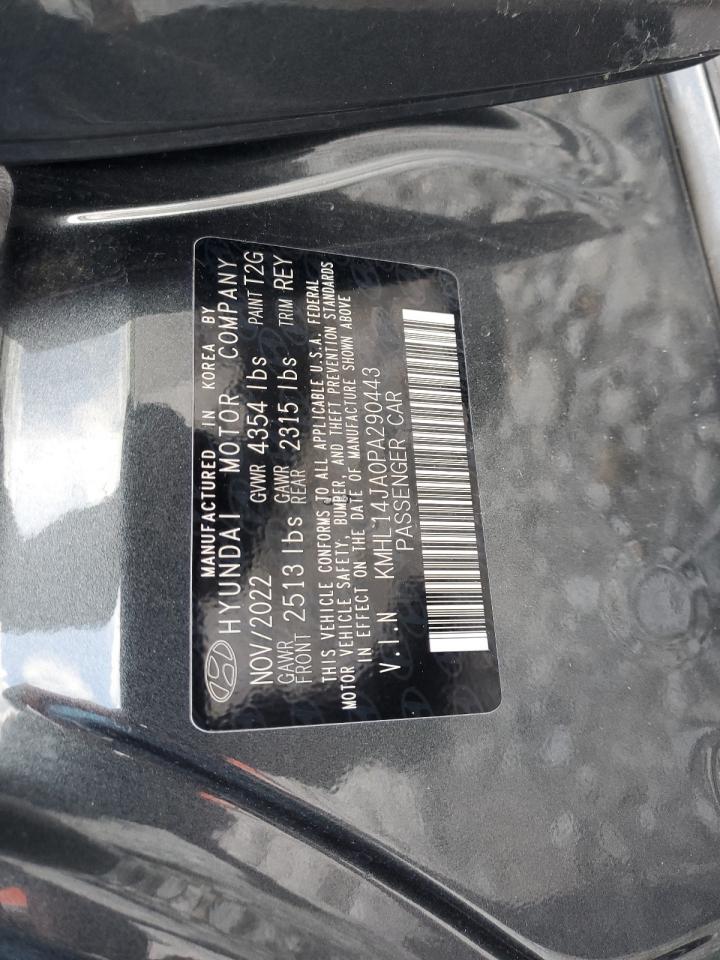 MANUFACTURED IN KOREA BY
HYUNDAI MOTOR COMPANY
NOV/2022 GVWR 4354 lbs PAINT T2G
GAWR FRONT 2513 lbs GAWR REAR 2315 lbs TRIM REY
THIS VEHICLE CONFORMS TO ALL APPLICABLE U.S.A. FEDERAL
MOTOR VEHICLE SAFETY, BUMPER, AND THEFT PREVENTION STANDARDS
IN EFFECT ON THE DATE OF MANUFACTURE SHOWN ABOVE
V.I.N KMHL14JA0PA290443
PASSENGER CAR